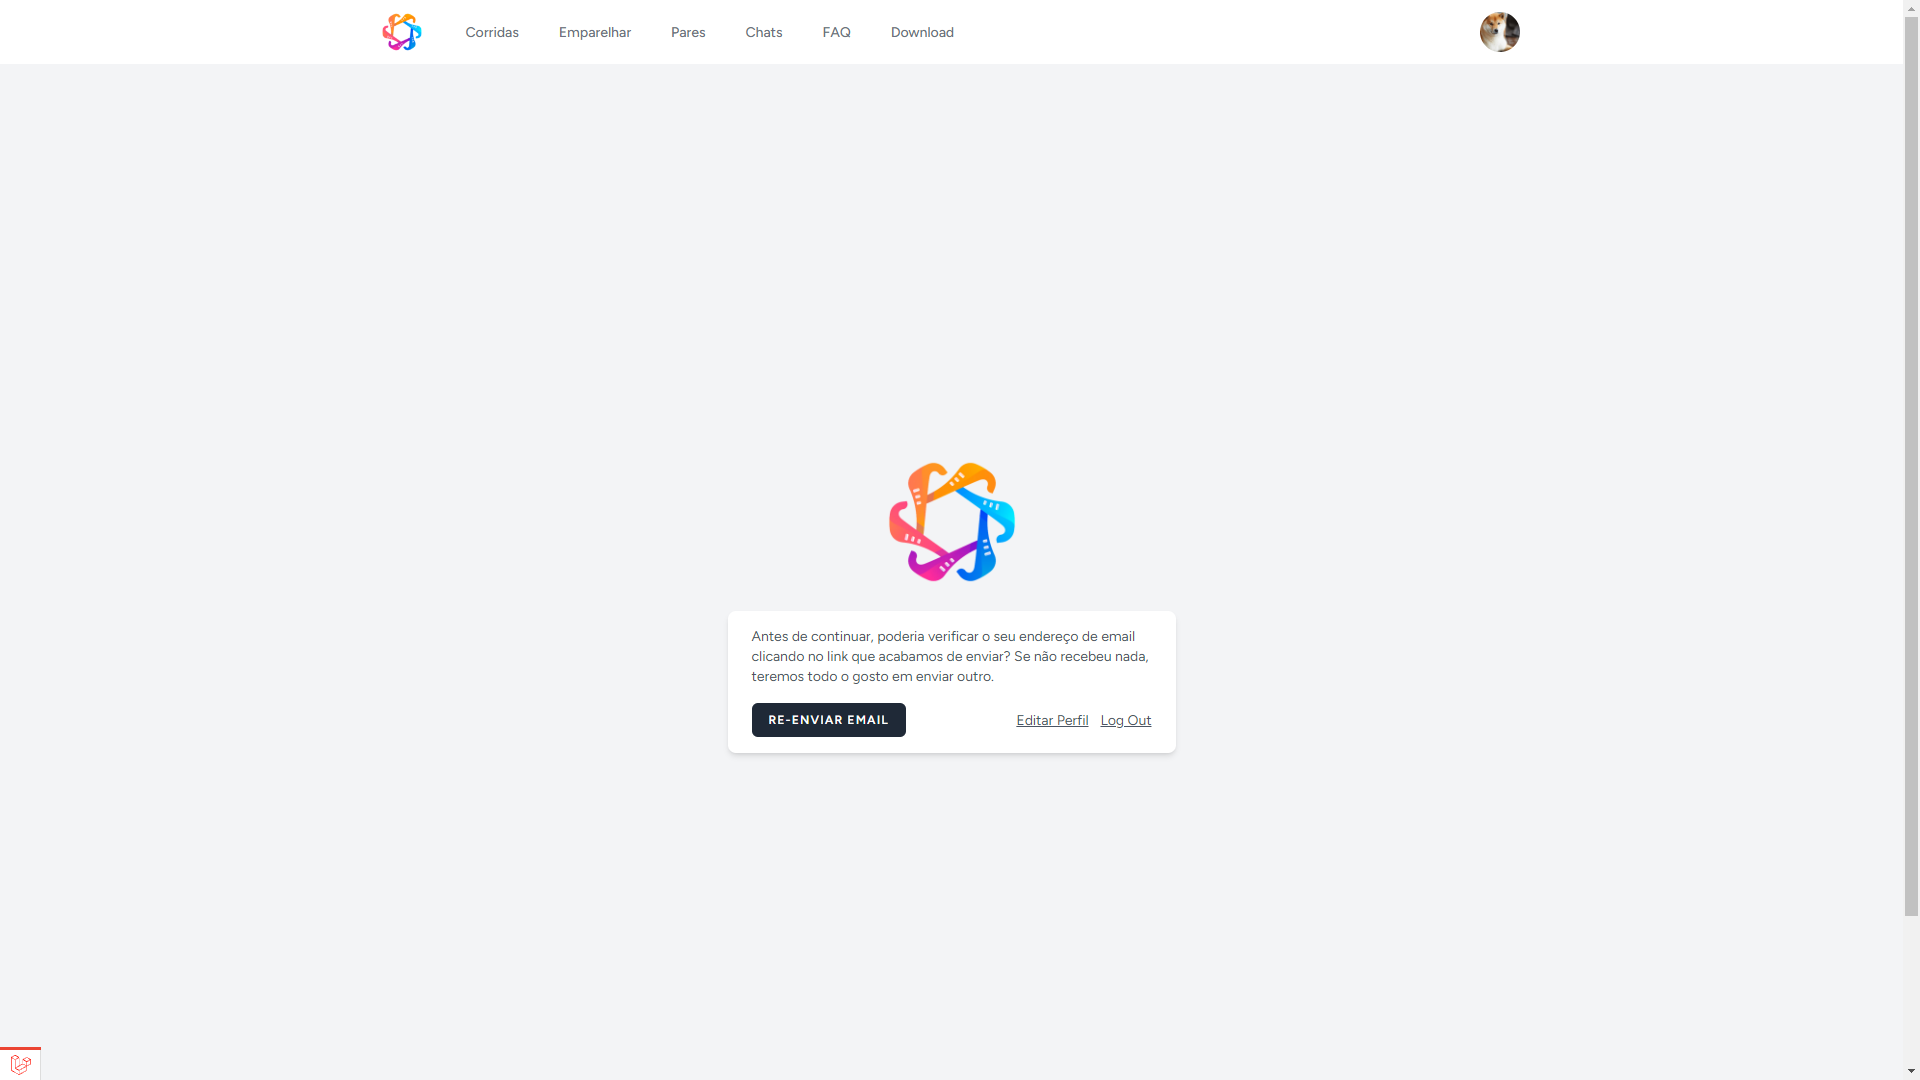 Corridas Emparelhar Pares Chats FAQ Download
Antes de continuar, poderia verificar o seu endereço de email
clicando no link que acabamos de enviar? Se não recebeu nada,
teremos todo o gosto em enviar outro.
RE-ENVIAR EMAIL Editar Perfil Log Out